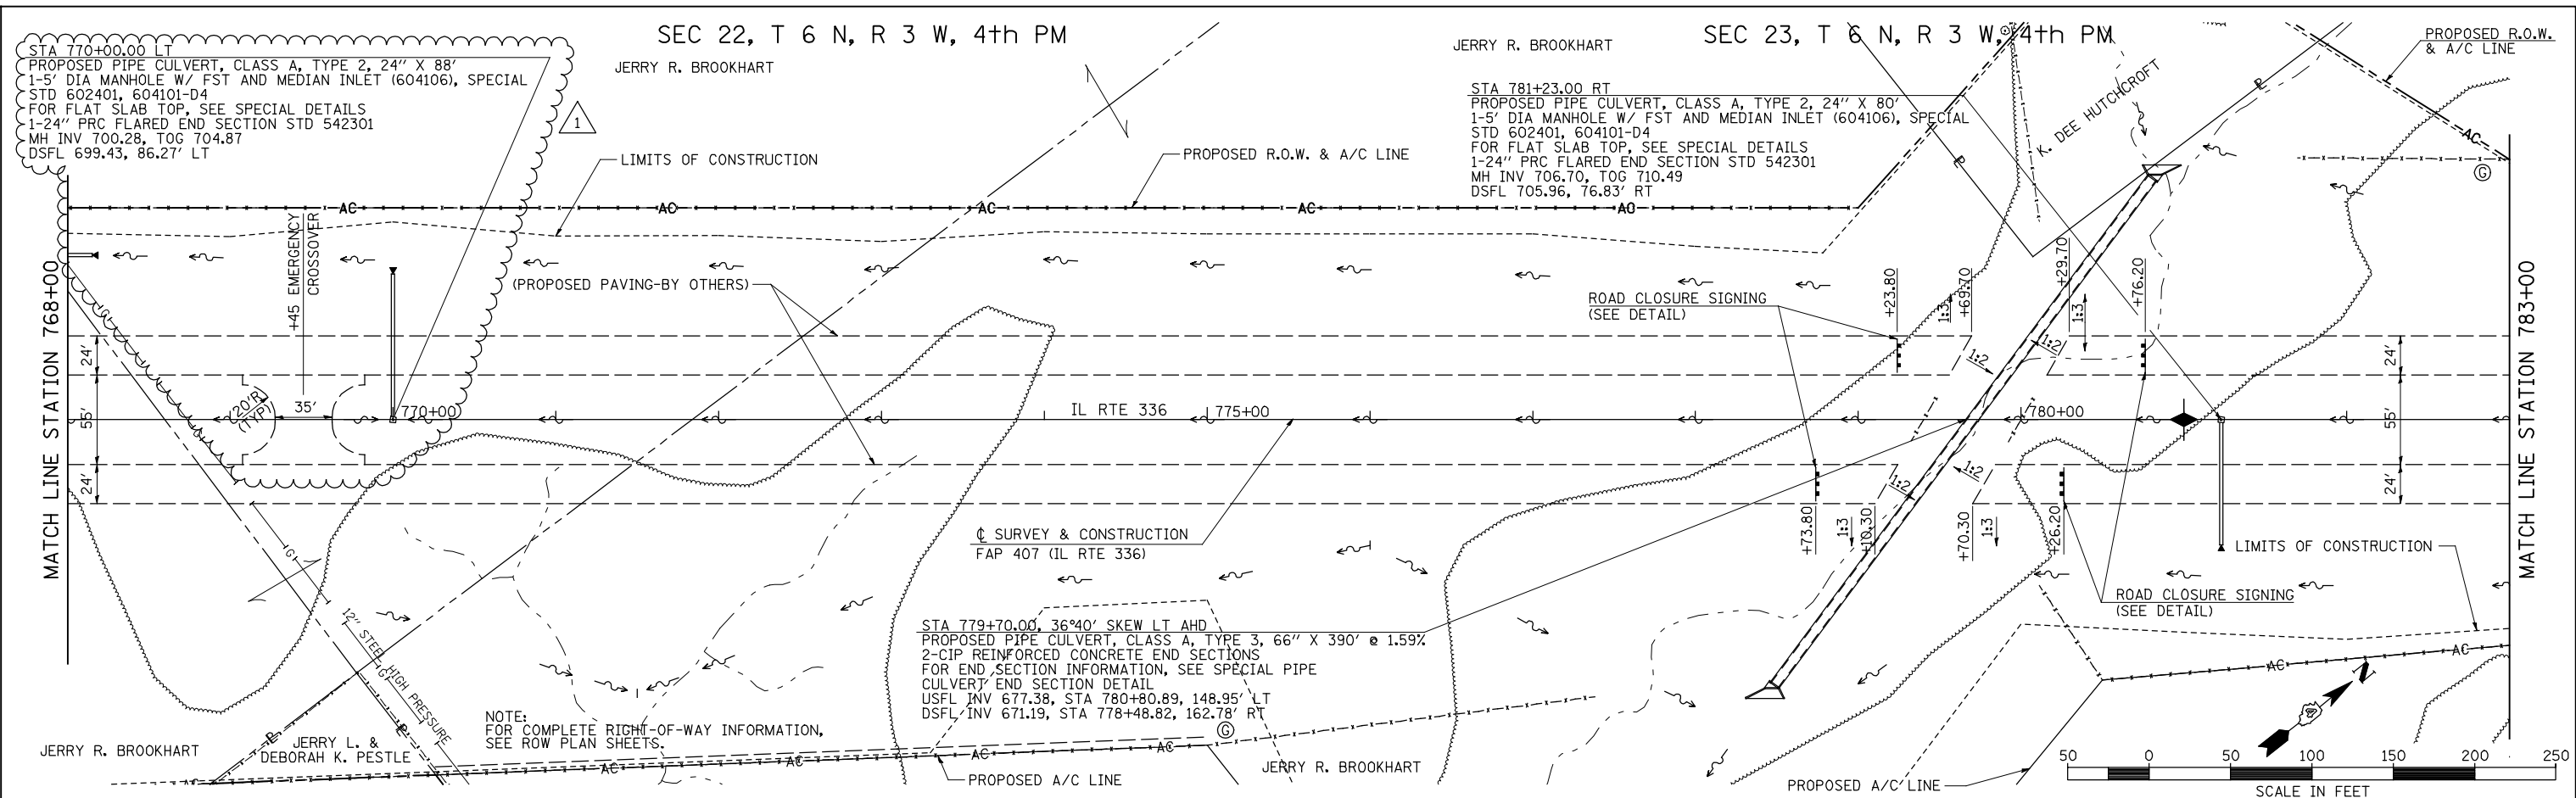 SEC 22, T 6 N, R 3 W, 4th PM
SEC 23, T 6 N, R 3 W, 4th PM
STA 770+00.00 LT
PROPOSED PIPE CULVERT, CLASS A, TYPE 2, 24" X 88'
1-5' DIA MANHOLE W/ FST AND MEDIAN INLET (604106), SPECIAL
STD 602401, 604101-D4
FOR FLAT SLAB TOP, SEE SPECIAL DETAILS
1-24" PRC FLARED END SECTION STD 542301
MH INV 700.28, TOG 704.87
DSFL 699.43, 86.27' LT
1
JERRY R. BROOKHART
LIMITS OF CONSTRUCTION
PROPOSED R.O.W. & A/C LINE
JERRY R. BROOKHART
STA 781+23.00 RT
PROPOSED PIPE CULVERT, CLASS A, TYPE 2, 24" X 80'
1-5' DIA MANHOLE W/ FST AND MEDIAN INLET (604106), SPECIAL
STD 602401, 604101-D4
FOR FLAT SLAB TOP, SEE SPECIAL DETAILS
1-24" PRC FLARED END SECTION STD 542301
MH INV 706.70, TOG 710.49
DSFL 705.96, 76.83' RT
K. DEE HUTCHCROFT
PROPOSED R.O.W.
& A/C LINE
P
P
AC
G
AC
AC
AC
AC
AC
MATCH LINE STATION 768+00
+45 EMERGENCY
CROSSOVER
(PROPOSED PAVING-BY OTHERS)
ROAD CLOSURE SIGNING
(SEE DETAIL)
+23.80
1:3
+69.70
+29.70
1:3
+76.20
1:2
1:2
MATCH LINE STATION 783+00
24'
55'
24'
20'R
(TYP)
35'
770+00
IL RTE 336
775+00
780+00
24'
55'
24'
1:2
1:2
+73.80
1:3
+10.30
+70.30
1:3
+26.20
℄ SURVEY & CONSTRUCTION
FAP 407 (IL RTE 336)
LIMITS OF CONSTRUCTION
ROAD CLOSURE SIGNING
(SEE DETAIL)
G
G
G
G
12" STEEL HIGH PRESSURE
STA 779+70.00, 36°40' SKEW LT AHD
PROPOSED PIPE CULVERT, CLASS A, TYPE 3, 66" X 390' @ 1.59%
2-CIP REINFORCED CONCRETE END SECTIONS
FOR END SECTION INFORMATION, SEE SPECIAL PIPE
CULVERT END SECTION DETAIL
USFL INV 677.38, STA 780+80.89, 148.95' LT
DSFL INV 671.19, STA 778+48.82, 162.78' RT
G
NOTE:
FOR COMPLETE RIGHT-OF-WAY INFORMATION,
SEE ROW PLAN SHEETS.
JERRY R. BROOKHART
JERRY L. &
DEBORAH K. PESTLE
P
P
AC
AC
AC
AC
PROPOSED A/C LINE
JERRY R. BROOKHART
PROPOSED A/C LINE
AC
AC
N
50 0 50 100 150 200 250
SCALE IN FEET